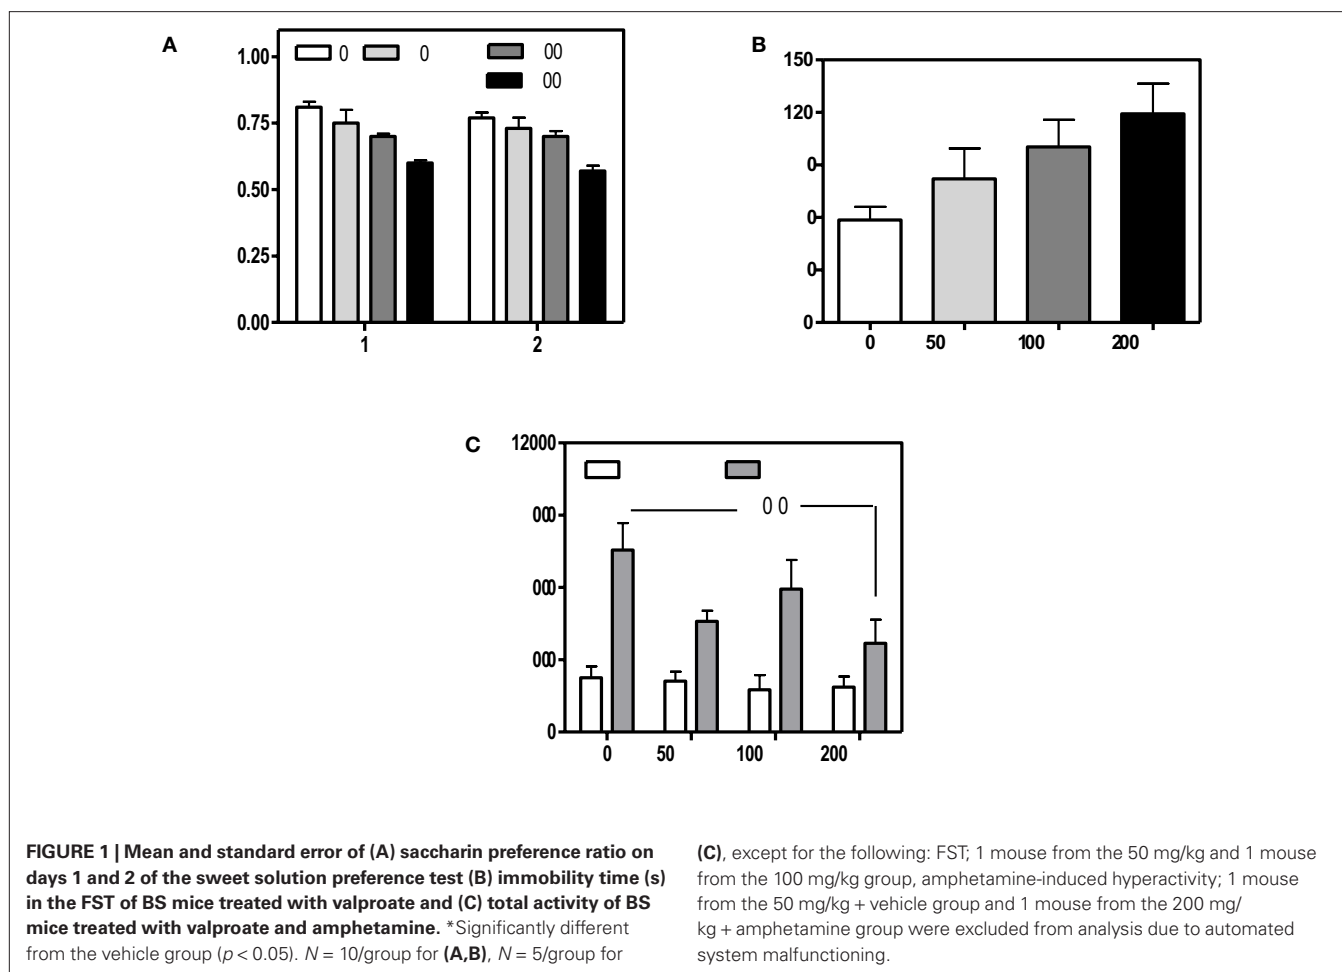 A
1.00
0.75
0.50
0.25
0.00
0 0 00
00
1 2
B
150
120
0
0
0
0
0 50 100 200
C
12000
000
000
000
0
0 0
0 50 100 200
FIGURE 1 | Mean and standard error of (A) saccharin preference ratio on
days 1 and 2 of the sweet solution preference test (B) immobility time (s)
in the FST of BS mice treated with valproate and (C) total activity of BS
mice treated with valproate and amphetamine. *Significantly different
from the vehicle group (p < 0.05). N = 10/group for (A,B), N = 5/group for
(C), except for the following: FST; 1 mouse from the 50 mg/kg and 1 mouse
from the 100 mg/kg group, amphetamine-induced hyperactivity; 1 mouse
from the 50 mg/kg + vehicle group and 1 mouse from the 200 mg/
kg + amphetamine group were excluded from analysis due to automated
system malfunctioning.